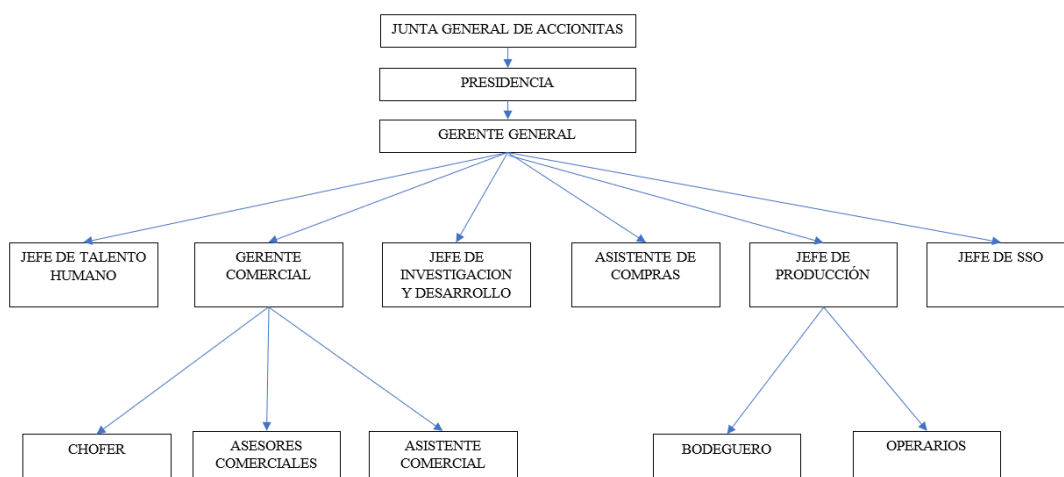 JUNTA GENERAL DE ACCIONITAS
PRESIDENCIA
GERENTE GENERAL
JEFE DE TALENTO
HUMANO
GERENTE
COMERCIAL
JEFE DE
INVESTIGACION
Y DESARROLLO
ASISTENTE DE
COMPRAS
JEFE DE
PRODUCCIÓN
JEFE DE SSO
CHOFER
ASESORES
COMERCIALES
ASISTENTE
COMERCIAL
BODEGUERO
OPERARIOS